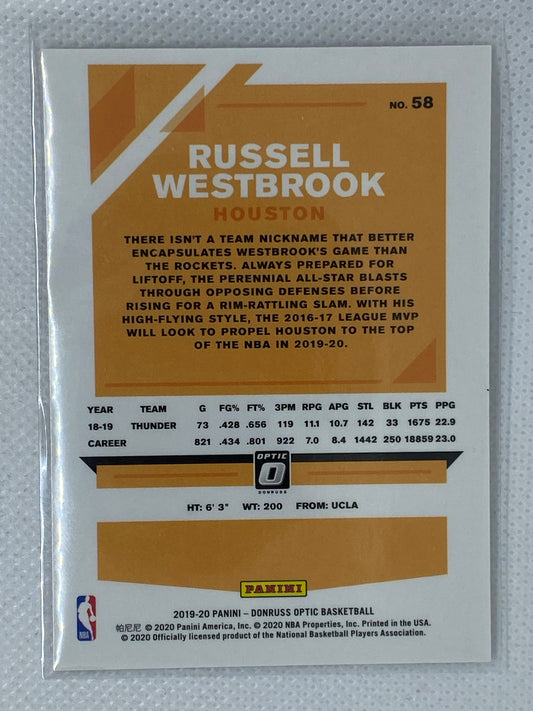 NO. 58
RUSSELL
WESTBROOK
HOUSTON
THERE ISN'T A TEAM NICKNAME THAT BETTER
ENCAPSULATES WESTBROOK'S GAME THAN
THE ROCKETS. ALWAYS PREPARED FOR
LIFTOFF, THE PERENNIAL ALL-STAR BLASTS
THROUGH OPPOSING DEFENSES BEFORE
RISING FOR A RIM-RATTLING SLAM. WITH HIS
HIGH-FLYING STYLE, THE 2016-17 LEAGUE MVP
WILL LOOK TO PROPEL HOUSTON TO THE TOP
OF THE NBA IN 2019-20.
YEAR TEAM G FG% FT% 3PM RPG APG STL BLK PTS PPG
18-19 THUNDER 73 .428 .656 119 11.1 10.7 142 33 1675 22.9
CAREER 821 .434 .801 922 7.0 8.4 1442 250 18859 23.0
OPTIC
DONRUSS
HT: 6' 3" WT: 200 FROM: UCLA
PANINI
NBA
2019-20 PANINI – DONRUSS OPTIC BASKETBALL
帕尼尼 © 2020 Panini America, Inc. © 2020 NBA Properties, Inc. Printed in the USA.
© 2020 Officially licensed product of the National Basketball Players Association.